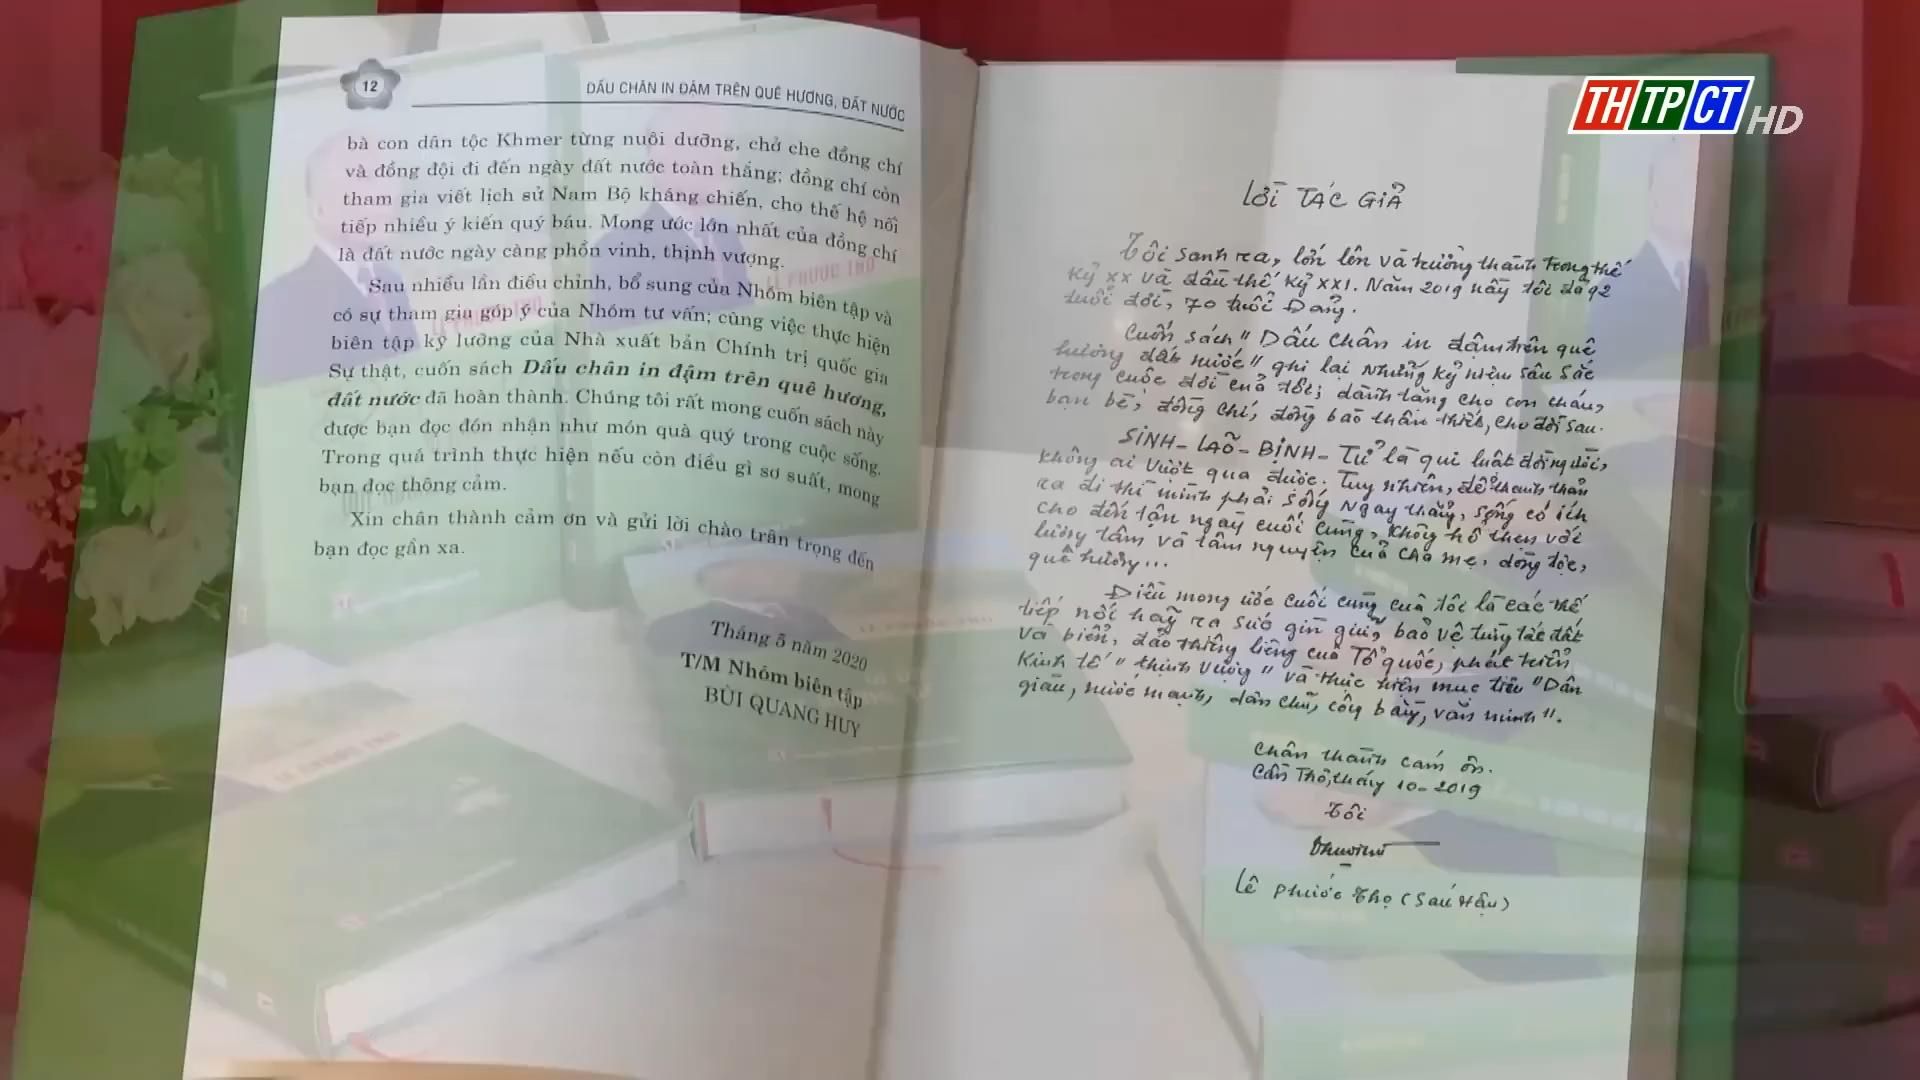 12
DẤU CHÂN IN ĐẬM TRÊN QUÊ HƯƠNG, ĐẤT NƯỚC
bà con dân tộc Khmer từng nuôi dưỡng, chở che đồng chí
và đồng đội đi đến ngày đất nước toàn thắng; đồng chí còn
tham gia viết lịch sử Nam Bộ kháng chiến, cho thế hệ nối
tiếp nhiều ý kiến quý báu. Mong ước lớn nhất của đồng chí
là đất nước ngày càng phồn vinh, thịnh vượng.
Sau nhiều lần điều chỉnh, bổ sung của Nhóm biên tập và
có sự tham gia góp ý của Nhóm tư vấn; cùng việc thực hiện
biên tập kỹ lưỡng của Nhà xuất bản Chính trị quốc gia
Sự thật, cuốn sách Dấu chân in đậm trên quê hương,
đất nước đã hoàn thành. Chúng tôi rất mong cuốn sách này
được bạn đọc đón nhận như món quà quý trong cuộc sống.
Trong quá trình thực hiện nếu còn điều gì sơ suất, mong
bạn đọc thông cảm.
Xin chân thành cảm ơn và gửi lời chào trân trọng đến
bạn đọc gần xa.
Tháng 5 năm 2020
T/M Nhóm biên tập
BÙI QUANG HUY
LỜI TÁC GIẢ
Tôi sanh ra, lớn lên và trưởng thành trong thế
kỷ XX và đầu thế kỷ XXI. Năm 2019 nầy tôi đã 92
tuổi đời, 70 tuổi Đảng.
Cuốn sách "Dấu chân in đậm trên quê
hương đất nước" ghi lại những kỷ niệm sâu sắc
trong cuộc đời của tôi; dành tặng cho con cháu,
bạn bè, đồng chí, đồng bào thân thiết, cho đời sau.
SINH - LÃO - BỊNH - TỬ là qui luật đời người,
không ai vượt qua được. Tuy nhiên, để thanh thản
ra đi thì mình phải sống ngay thẳng, sống có ích
cho đến tận ngày cuối cùng, không hổ thẹn với
lương tâm và tâm nguyện của cha mẹ, dòng tộc,
quê hương...
Điều mong ước cuối cùng của tôi là các thế
tiếp nối hãy ra sức gìn giữ, bảo vệ từng tấc đất
và biển, đảo thiêng liêng của Tổ quốc, phát triển
kinh tế "thịnh vượng" và thực hiện mục tiêu "Dân
giàu, nước mạnh, dân chủ, công bằng, văn minh".
Chân thành cám ơn.
Cần Thơ, tháng 10-2019
Tôi
Lê Phước Thọ (Sáu Hậu)
THTPCT HD
LÊ PHƯỚC THỌ